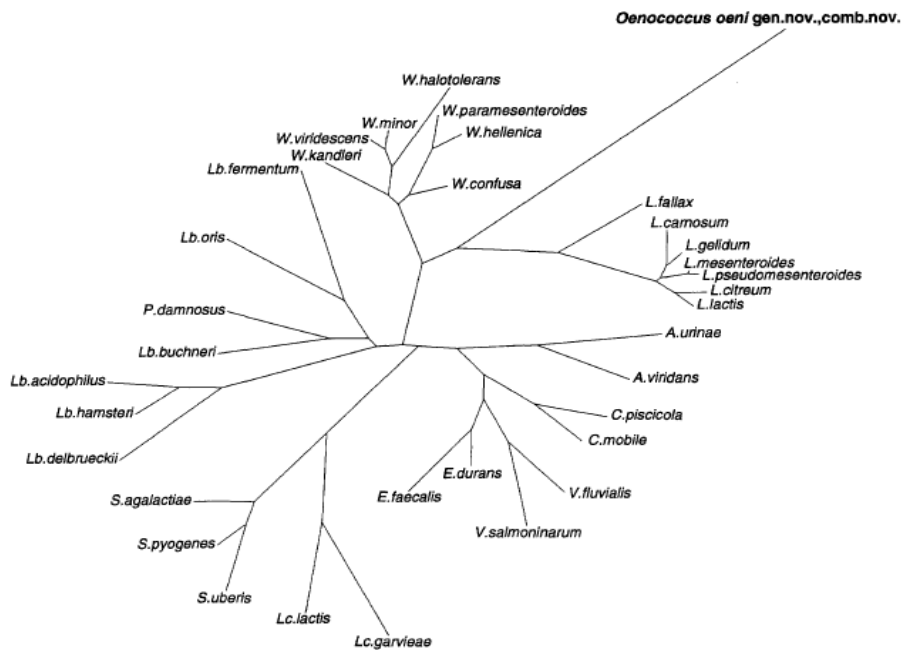 Oenococcus oeni gen.nov.,comb.nov.
W.halotolerans
W.paramesenteroides
W.minor
W.hellenica
W.viridescens
W.kandleri
Lb.fermentum
W.confusa
L.fallax
L.carnosum
Lb.oris
L.gelidum
L.mesenteroides
L.pseudomesenteroides
L.citreum
L.lactis
P.damnosus
A.urinae
Lb.buchneri
Lb.acidophilus
A.viridans
Lb.hamsteri
C.piscicola
C.mobile
Lb.delbrueckii
E.durans
E.faecalis
V.fluvialis
S.agalactiae
V.salmoninarum
S.pyogenes
S.uberis
Lc.lactis
Lc.garvieae